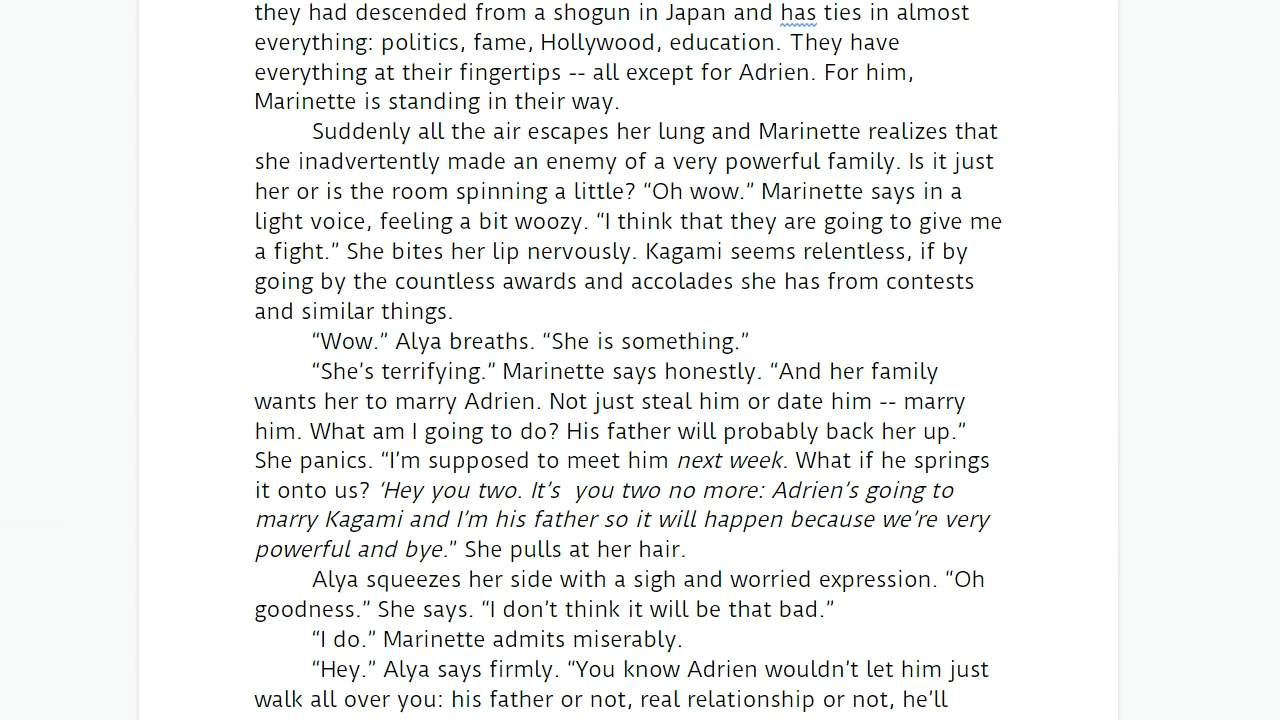 they had descended from a shogun in Japan and has ties in almost
everything: politics, fame, Hollywood, education. They have
everything at their fingertips -- all except for Adrien. For him,
Marinette is standing in their way.
Suddenly all the air escapes her lung and Marinette realizes that
she inadvertently made an enemy of a very powerful family. Is it just
her or is the room spinning a little? “Oh wow.” Marinette says in a
light voice, feeling a bit woozy. “I think that they are going to give me
a fight.” She bites her lip nervously. Kagami seems relentless, if by
going by the countless awards and accolades she has from contests
and similar things.
“Wow.” Alya breaths. “She is something.”
“She’s terrifying.” Marinette says honestly. “And her family
wants her to marry Adrien. Not just steal him or date him -- marry
him. What am I going to do? His father will probably back her up.”
She panics. “I’m supposed to meet him next week. What if he springs
it onto us? ‘Hey you two. It’s  you two no more: Adrien’s going to
marry Kagami and I’m his father so it will happen because we’re very
powerful and bye.” She pulls at her hair.
Alya squeezes her side with a sigh and worried expression. “Oh
goodness.” She says. “I don’t think it will be that bad.”
“I do.” Marinette admits miserably.
“Hey.” Alya says firmly. “You know Adrien wouldn’t let him just
walk all over you: his father or not, real relationship or not, he’ll